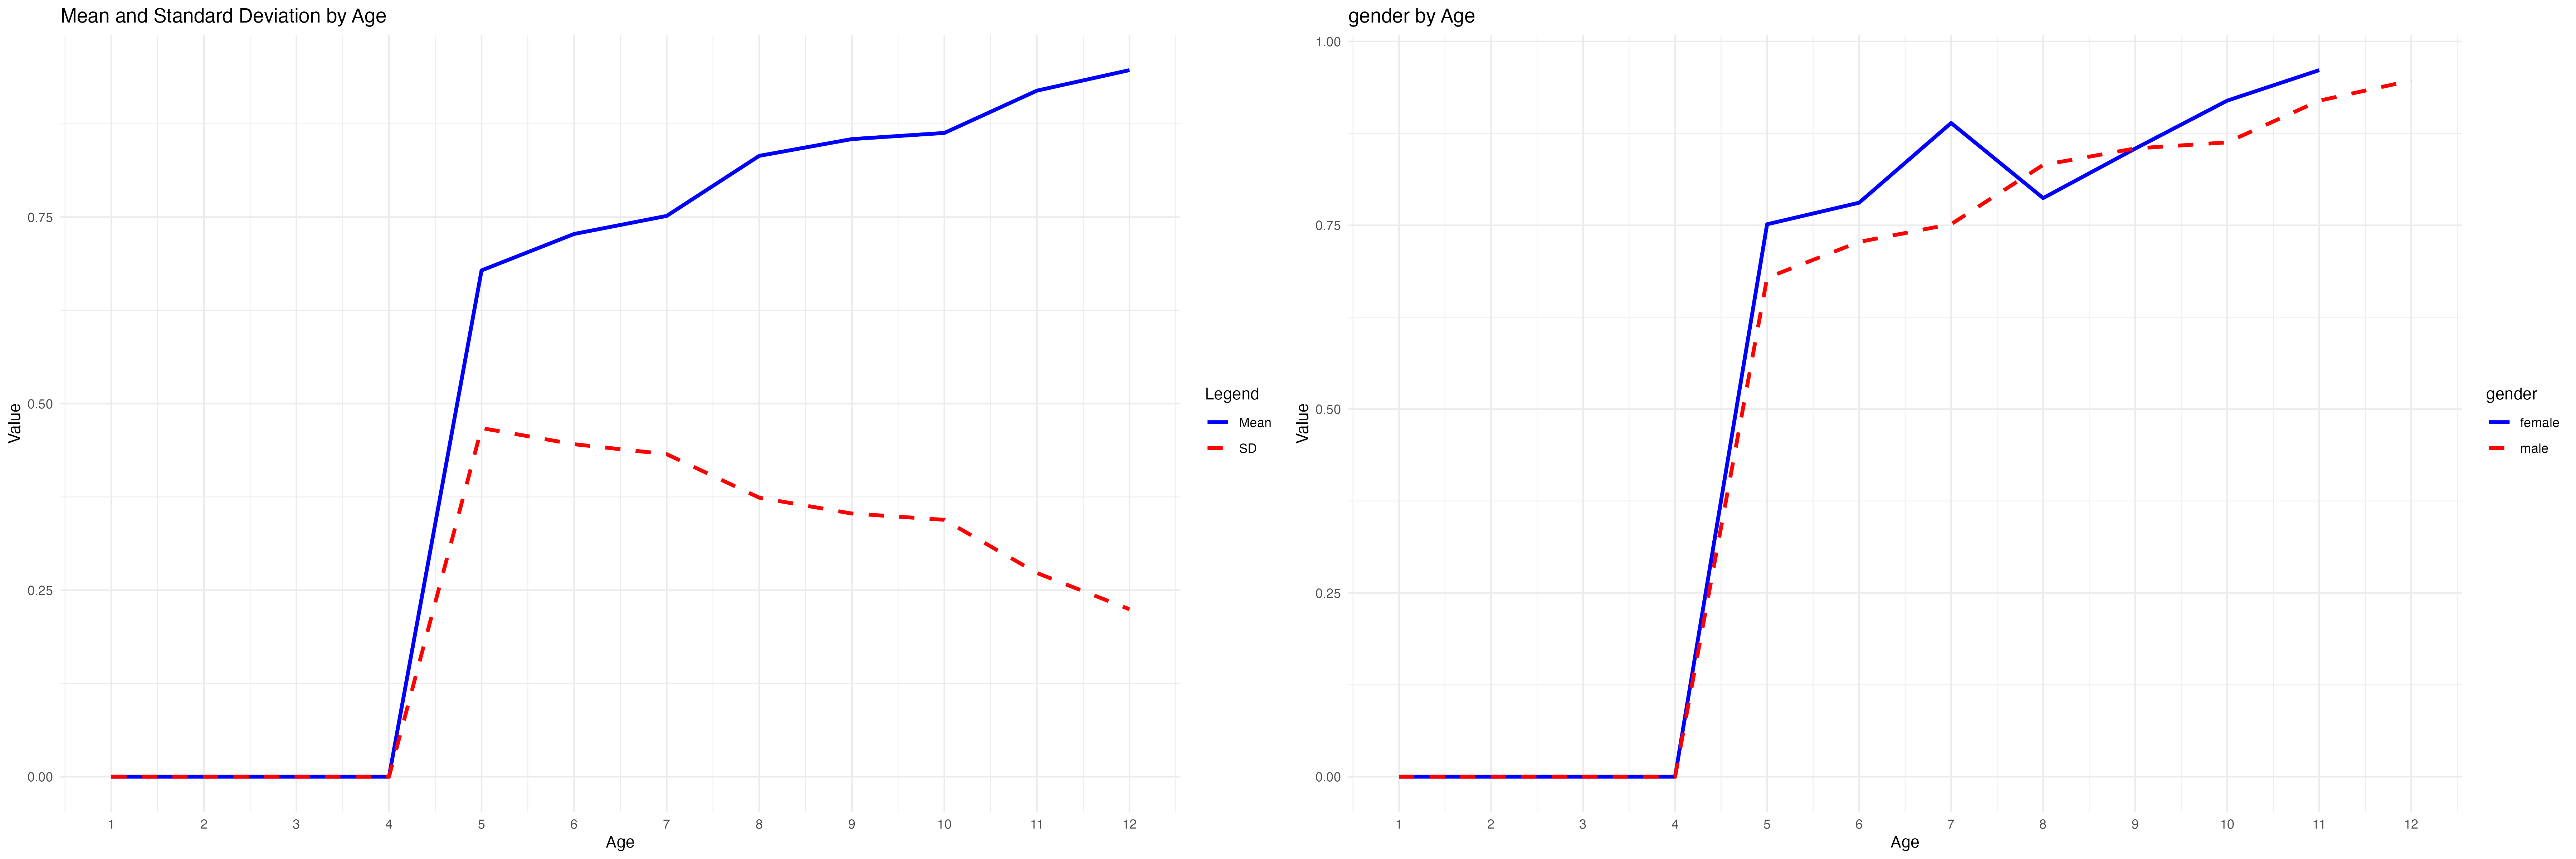 Mean and Standard Deviation by Age
Value
0.75
0.50
0.25
0.00
1 2 3 4 5 6 7 8 9 10 11 12
Age
Legend
Mean
SD
gender by Age
Value
1.00
0.75
0.50
0.25
0.00
1 2 3 4 5 6 7 8 9 10 11 12
Age
gender
female
male